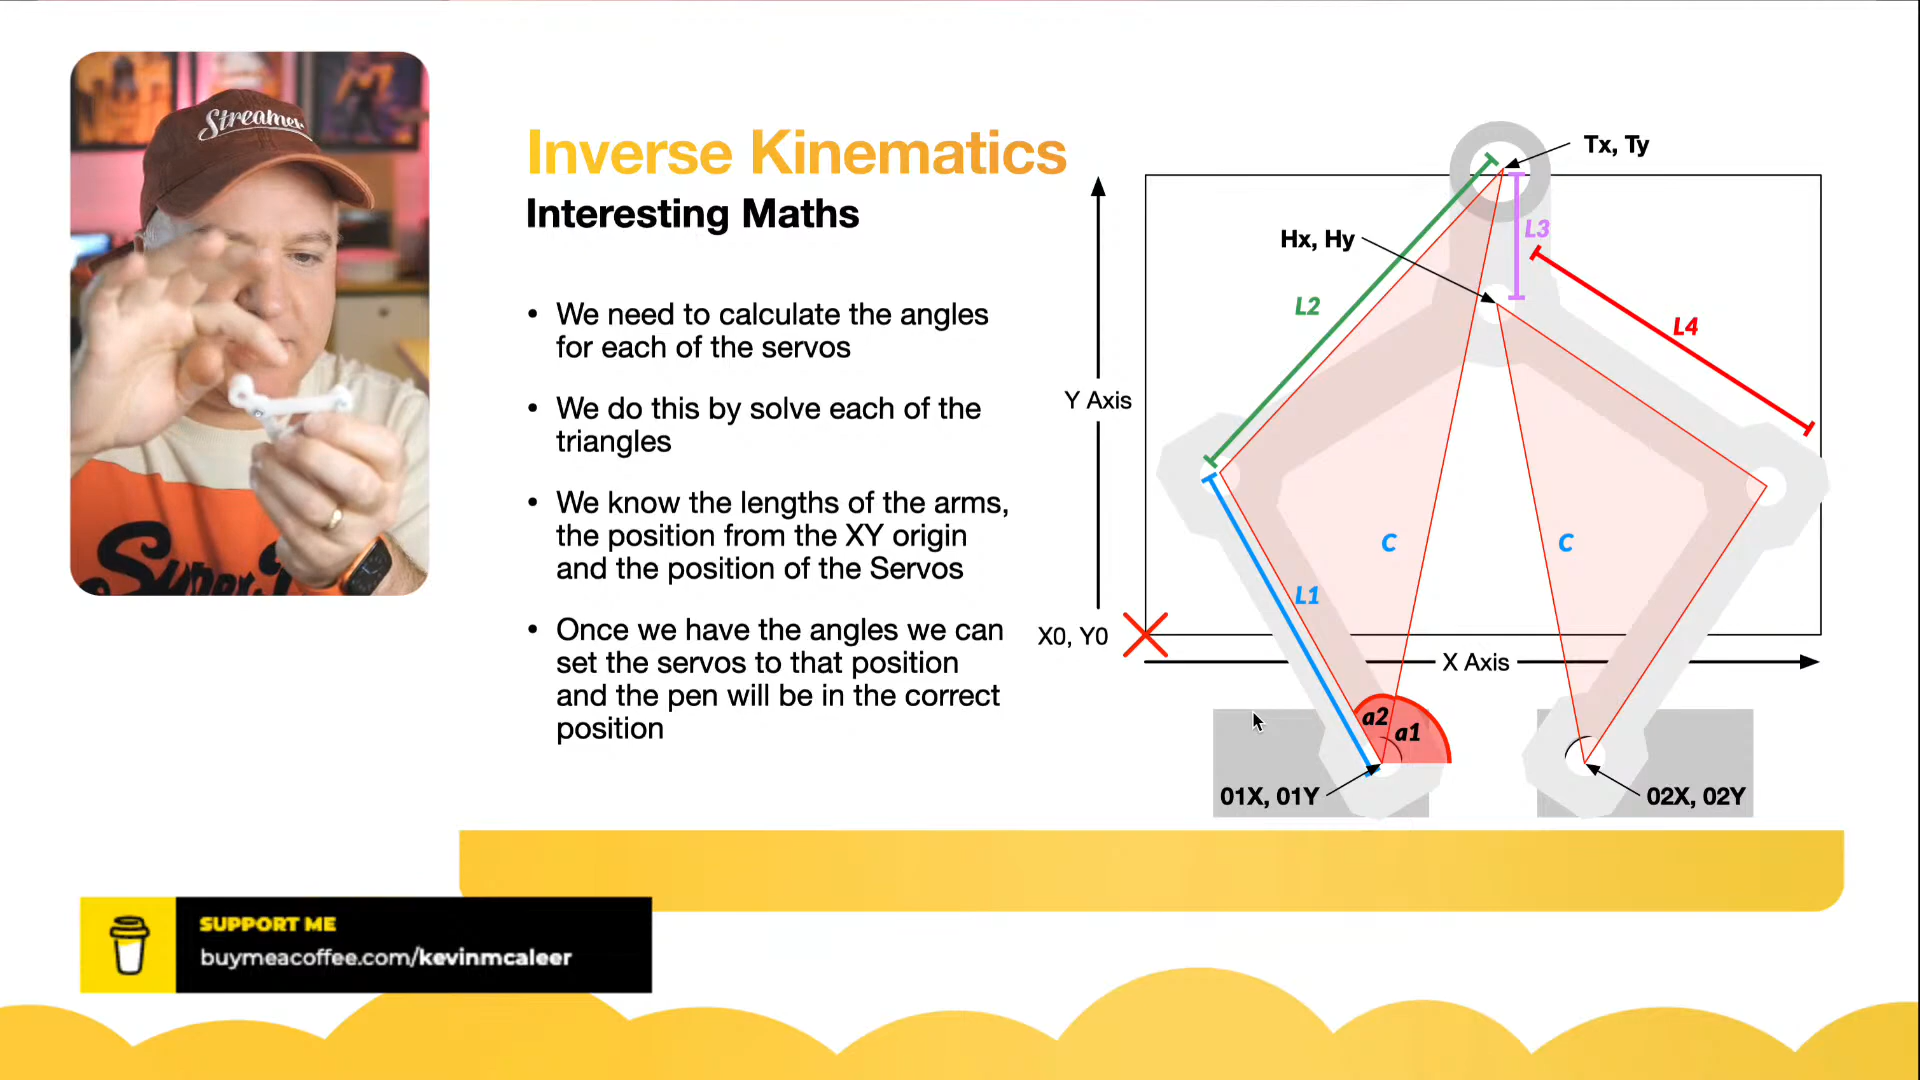 Streamer
Inverse Kinematics
Interesting Maths
• We need to calculate the angles
for each of the servos
• We do this by solve each of the
triangles
• We know the lengths of the arms,
the position from the XY origin
and the position of the Servos
• Once we have the angles we can
set the servos to that position
and the pen will be in the correct
position
Tx, Ty
Hx, Hy
L3
L2
L4
Y Axis
C
C
L1
X0, Y0
X Axis
a2
a1
01X, 01Y
02X, 02Y
SUPPORT ME
buymeacoffee.com/kevinmcaleer